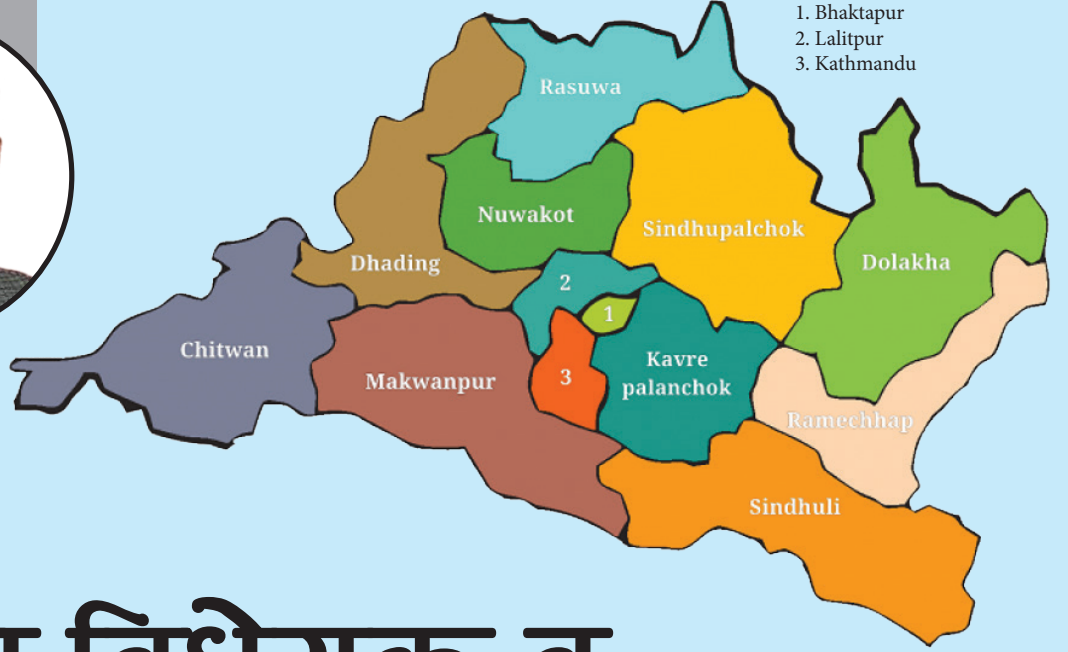 1. Bhaktapur
2. Lalitpur
3. Kathmandu
Rasuwa
Nuwakot
Sindhupalchok
Dhading
Dolakha
2
1
Chitwan
Makwanpur
3
Kavre
palanchok
Ramechhap
Sindhuli
विधेयक